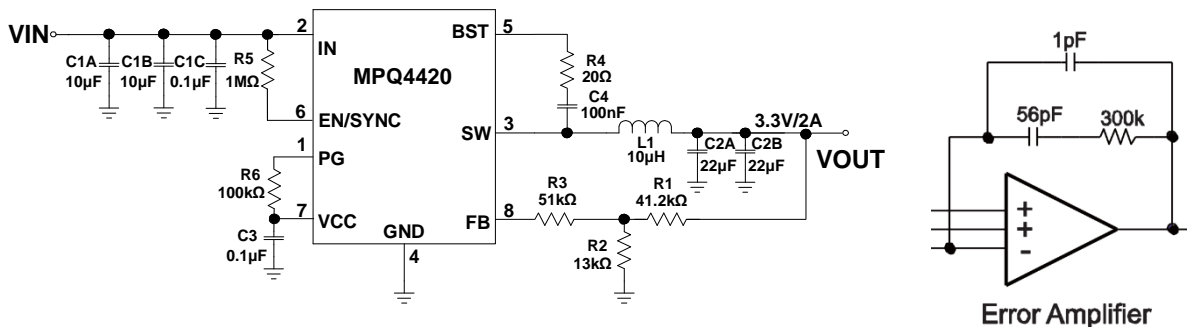 VIN
C1A
10µF
C1B
10µF
C1C
0.1µF
R5
1MΩ
2
IN
MPQ4420
BST
5
R4
20Ω
C4
100nF
6
EN/SYNC
SW
3
L1
10µH
3.3V/2A
VOUT
C2A
22µF
C2B
22µF
1
PG
R6
100kΩ
7
VCC
C3
0.1µF
GND
4
FB
8
R3
51kΩ
R1
41.2kΩ
R2
13kΩ
1pF
56pF
300k
+
+
-
Error Amplifier